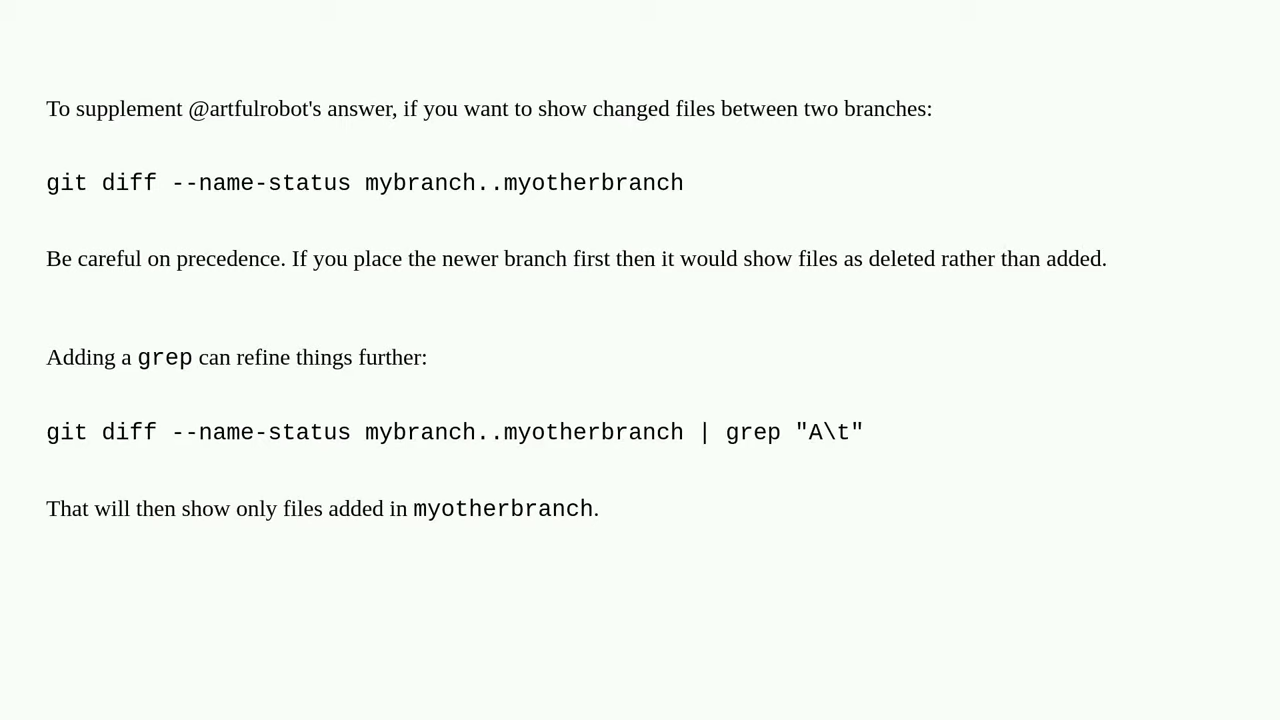 To supplement @artfulrobot's answer, if you want to show changed files between two branches:
git diff --name-status mybranch..myotherbranch
Be careful on precedence. If you place the newer branch first then it would show files as deleted rather than added.
Adding a grep can refine things further:
git diff --name-status mybranch..myotherbranch | grep "A\t"
That will then show only files added in myotherbranch.